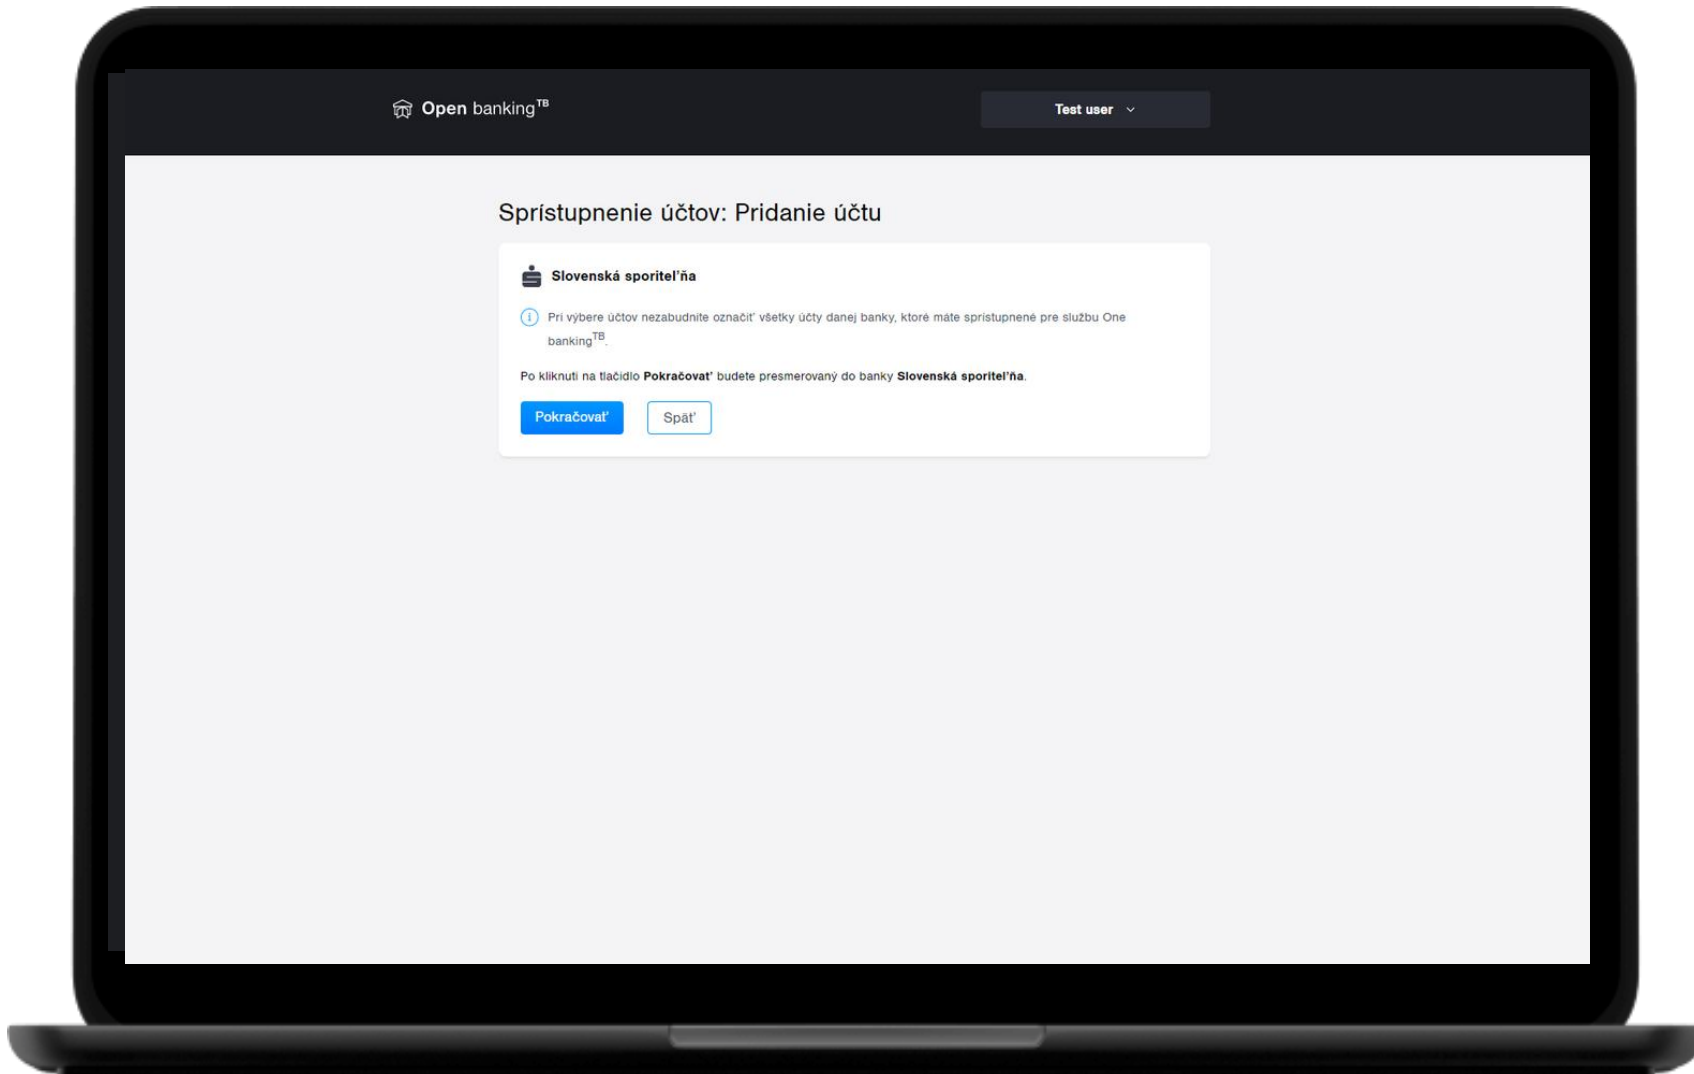 Open banking TB
Test user
Sprístupnenie účtov: Pridanie účtu
Slovenská sporiteľňa
Pri výbere účtov nezabudnite označiť všetky účty danej banky, ktoré máte sprístupnené pre službu One
banking TB.
Po kliknutí na tlačidlo Pokračovať budete presmerovaný do banky Slovenská sporiteľňa.
Pokračovať
Späť